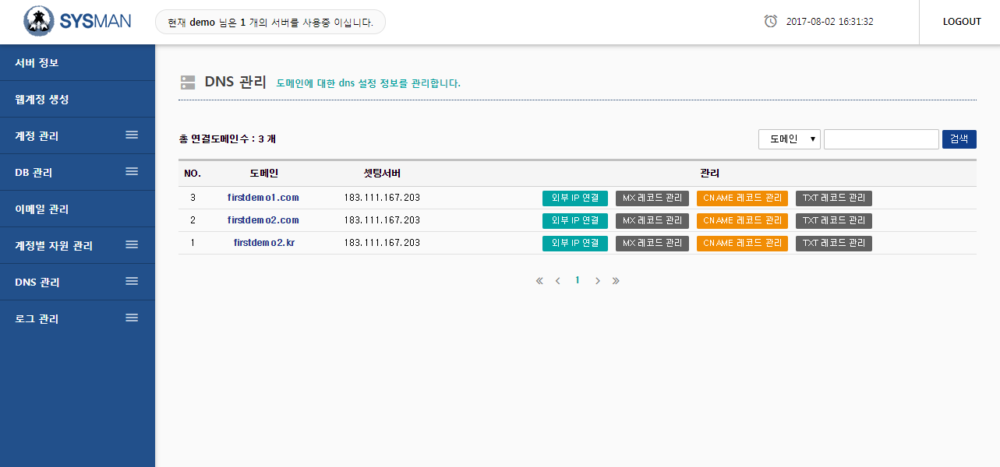 SYSMAN
현재 demo 님은 1 개의 서버를 사용중 이십니다.
2017-08-02 16:31:32
LOGOUT
서버 정보
웹계정 생성
계정 관리
DB 관리
이메일 관리
계정별 자원 관리
DNS 관리
로그 관리
DNS 관리 도메인에 대한 dns 설정 정보를 관리합니다.
총 연결도메인수 : 3 개
도메인 ▼ 검색
NO. 도메인 셋팅서버 관리
3 firstdemo1.com 183.111.167.203 외부 IP 연결 MX 레코드 관리 CNAME 레코드 관리 TXT 레코드 관리
2 firstdemo2.com 183.111.167.203 외부 IP 연결 MX 레코드 관리 CNAME 레코드 관리 TXT 레코드 관리
1 firstdemo2.kr 183.111.167.203 외부 IP 연결 MX 레코드 관리 CNAME 레코드 관리 TXT 레코드 관리
« ‹ 1 › »